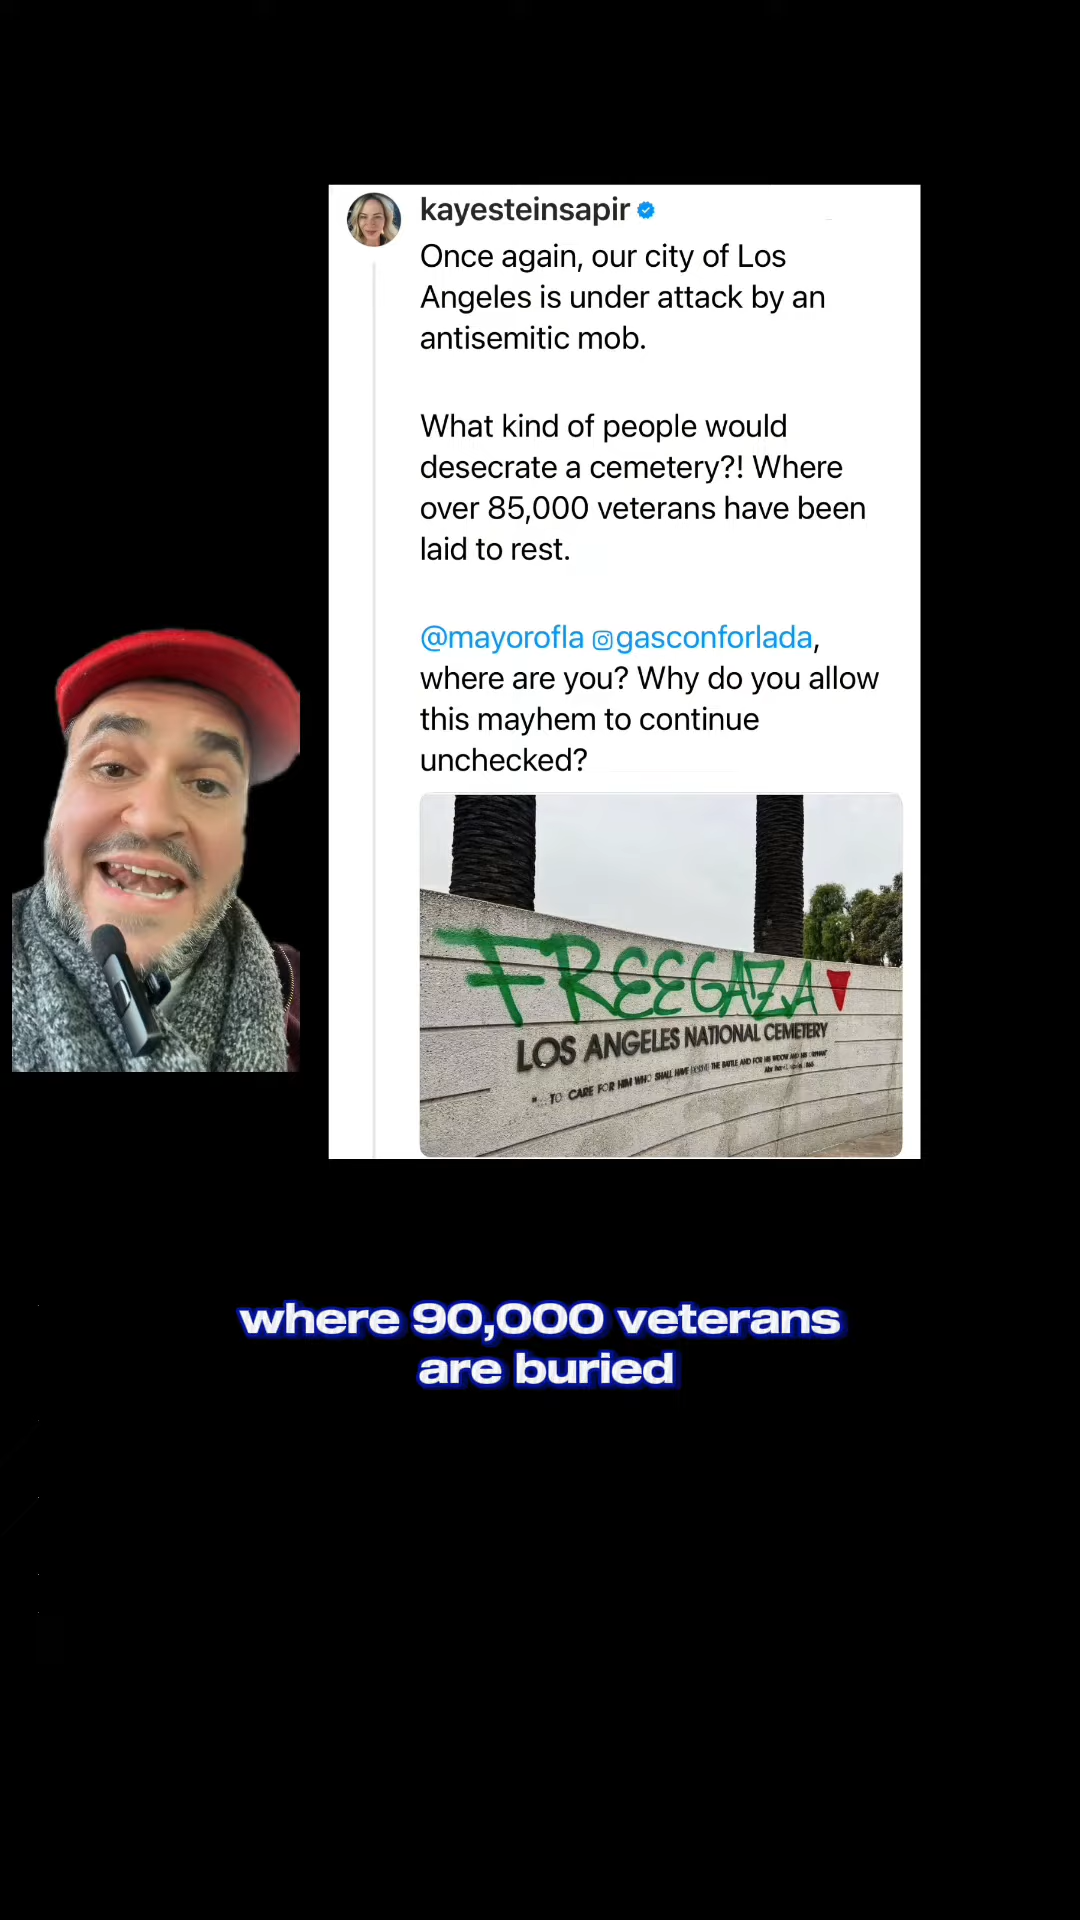 kayesteinsapir
Once again, our city of Los
Angeles is under attack by an
antisemitic mob.
What kind of people would
desecrate a cemetery?! Where
over 85,000 veterans have been
laid to rest.
@mayorofla gasconforlada,
where are you? Why do you allow
this mayhem to continue
unchecked?
FREE GAZA
LOS ANGELES NATIONAL CEMETERY
"...TO CARE FOR HIM WHO SHALL HAVE BORNE THE BATTLE AND FOR HIS WIDOW AND HIS ORPHAN"
where 90,000 veterans
are buried